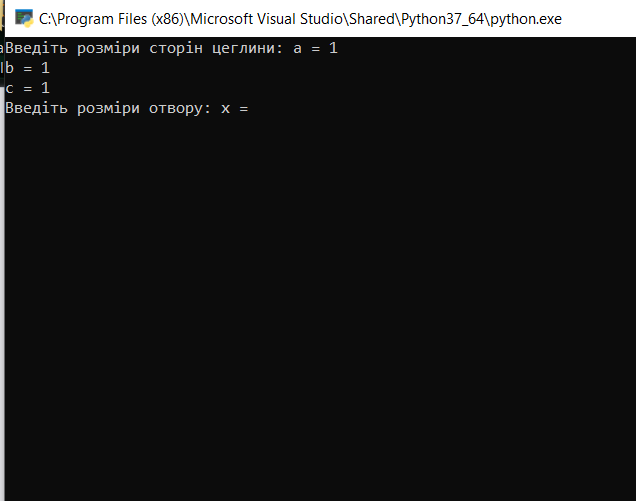 C:\Program Files (x86)\Microsoft Visual Studio\Shared\Python37_64\python.exe
Введіть розміри сторін цеглини: a = 1
b = 1
c = 1
Введіть розміри отвору: x =